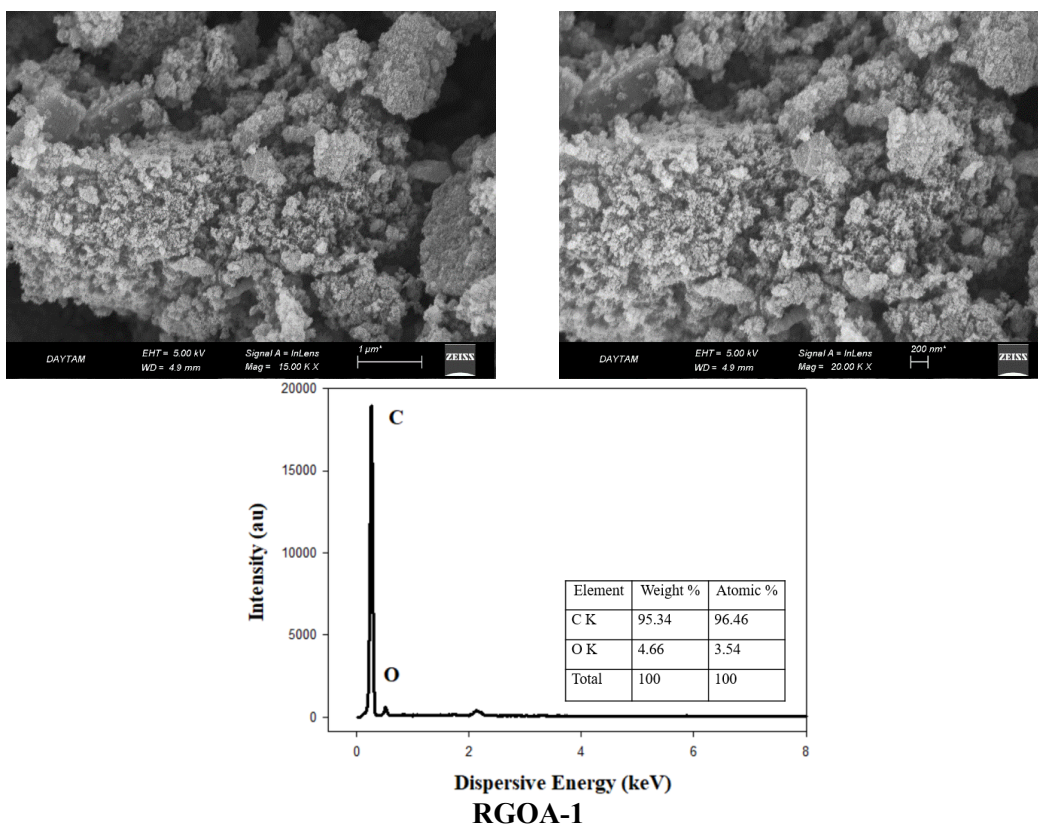 DAYTAM
EHT = 5.00 kV
WD = 4.9 mm
Signal A = InLens
Mag = 15.00 K X
1 µm*
ZEISS
DAYTAM
EHT = 5.00 kV
WD = 4.9 mm
Signal A = InLens
Mag = 20.00 K X
200 nm*
ZEISS
20000
15000
10000
5000
0
Intensity (au)
C
O
Element Weight % Atomic %
C K 95.34 96.46
O K 4.66 3.54
Total 100 100
0 2 4 6 8
Dispersive Energy (keV)
RGOA-1